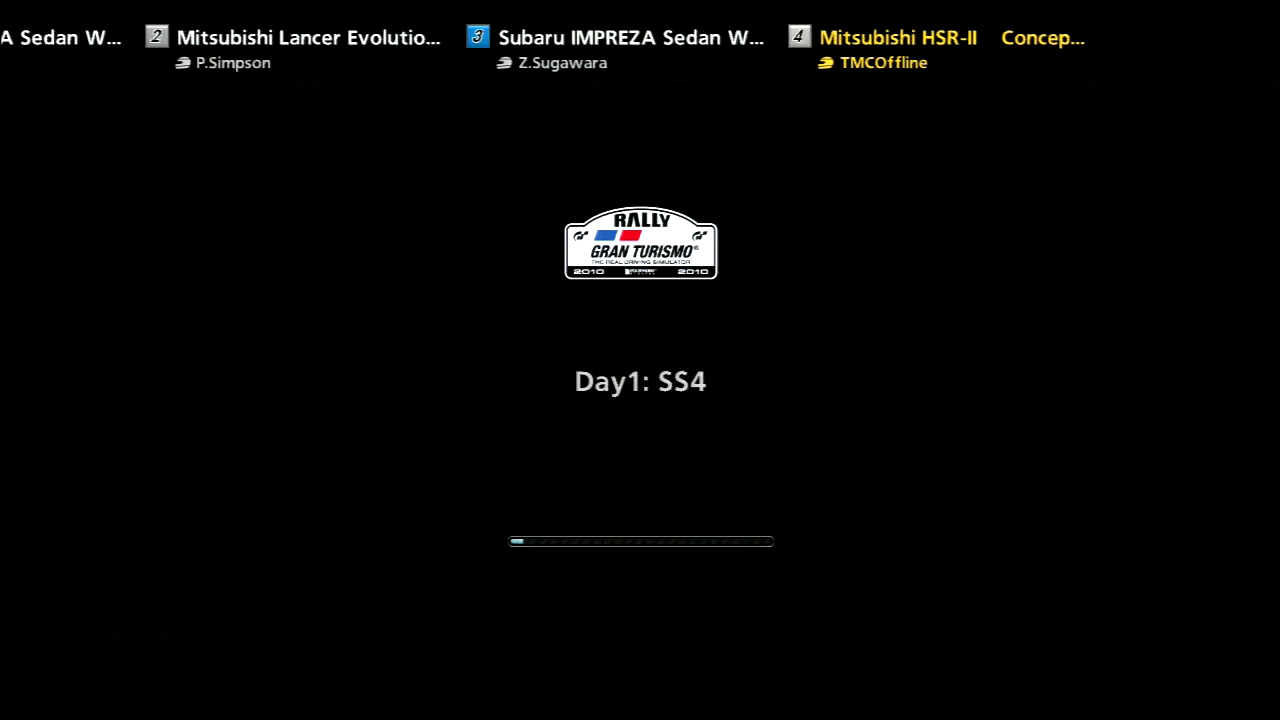 A Sedan W...
2 Mitsubishi Lancer Evolutio...
P.Simpson
3 Subaru IMPREZA Sedan W...
Z.Sugawara
4 Mitsubishi HSR-II Concep...
TMCOffline
RALLY
GRAN TURISMO®
THE REAL DRIVING SIMULATOR
2010 2010
Day1: SS4